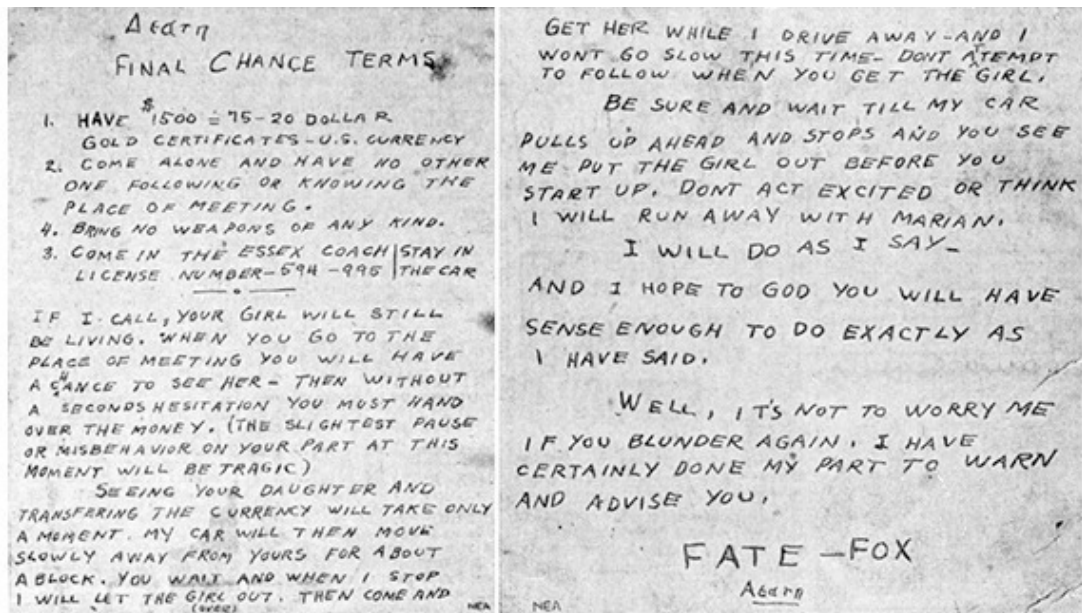 Δεατη
FINAL CHANCE TERMS
1. HAVE $1500 = 75-20 DOLLAR
GOLD CERTIFICATES - U.S. CURRENCY
2. COME ALONE AND HAVE NO OTHER
ONE FOLLOWING OR KNOWING THE
PLACE OF MEETING.
4. BRING NO WEAPONS OF ANY KIND.
3. COME IN THE ESSEX COACH | STAY IN
LICENSE NUMBER - 594 - 995 | THE CAR
IF I CALL, YOUR GIRL WILL STILL
BE LIVING. WHEN YOU GO TO THE
PLACE OF MEETING YOU WILL HAVE
A CHANCE TO SEE HER - THEN WITHOUT
A SECONDS HESITATION YOU MUST HAND
OVER THE MONEY. (THE SLIGHTEST PAUSE
OR MISBEHAVIOR ON YOUR PART AT THIS
MOMENT WILL BE TRAGIC)
SEEING YOUR DAUGHTER AND
TRANSFERING THE CURRENCY WILL TAKE ONLY
A MOMENT. MY CAR WILL THEN MOVE
SLOWLY AWAY FROM YOURS FOR ABOUT
A BLOCK. YOU WAIT AND WHEN I STOP
I WILL LET THE GIRL OUT. THEN COME AND
(OVER)
NEA
GET HER WHILE I DRIVE AWAY - AND I
WONT GO SLOW THIS TIME - DONT ATTEMPT
TO FOLLOW WHEN YOU GET THE GIRL.
BE SURE AND WAIT TILL MY CAR
PULLS UP AHEAD AND STOPS AND YOU SEE
ME PUT THE GIRL OUT BEFORE YOU
START UP. DONT ACT EXCITED OR THINK
I WILL RUN AWAY WITH MARIAN.
I WILL DO AS I SAY -
AND I HOPE TO GOD YOU WILL HAVE
SENSE ENOUGH TO DO EXACTLY AS
I HAVE SAID.
WELL, IT'S NOT TO WORRY ME
IF YOU BLUNDER AGAIN. I HAVE
CERTAINLY DONE MY PART TO WARN
AND ADVISE YOU.
FATE - FOX
Δεατη
NEA